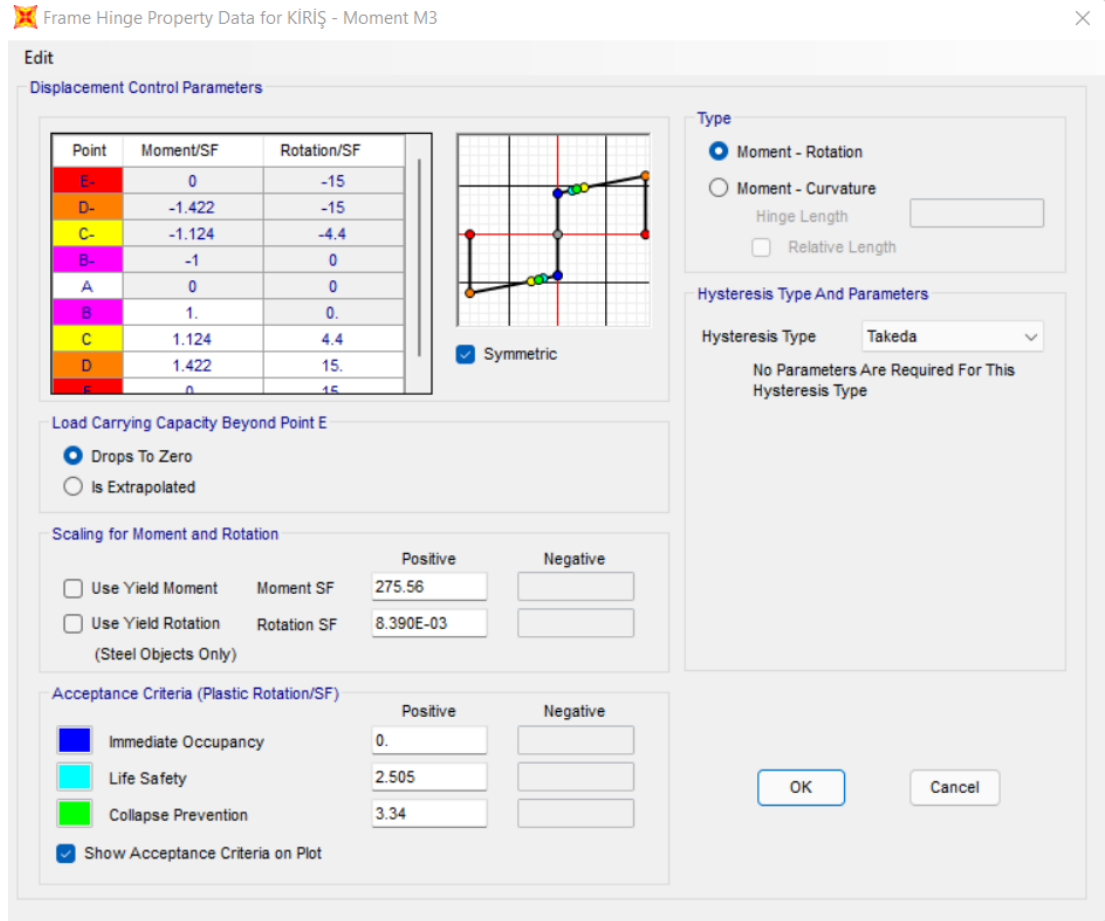 Frame Hinge Property Data for KİRİŞ - Moment M3
Edit
Displacement Control Parameters
Point Moment/SF Rotation/SF
E- 0 -15
D- -1.422 -15
C- -1.124 -4.4
B- -1 0
A 0 0
B 1. 0.
C 1.124 4.4
D 1.422 15.
E 0 15
Symmetric
Type
Moment - Rotation
Moment - Curvature
Hinge Length
Relative Length
Hysteresis Type And Parameters
Hysteresis Type Takeda
No Parameters Are Required For This
Hysteresis Type
Load Carrying Capacity Beyond Point E
Drops To Zero
Is Extrapolated
Scaling for Moment and Rotation
Positive Negative
Use Yield Moment Moment SF 275.56
Use Yield Rotation Rotation SF 8.390E-03
(Steel Objects Only)
Acceptance Criteria (Plastic Rotation/SF)
Positive Negative
Immediate Occupancy 0.
Life Safety 2.505
Collapse Prevention 3.34
Show Acceptance Criteria on Plot
OK Cancel